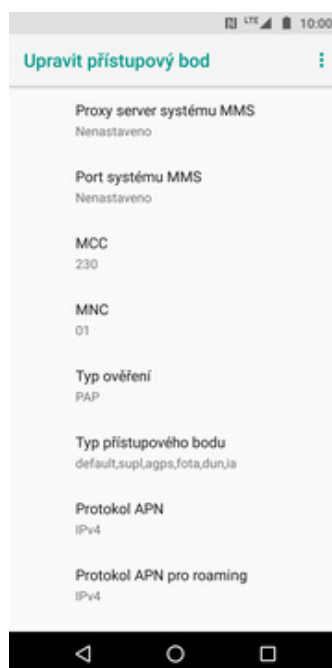 LTE 10:00
Upravit přístupový bod
Proxy server systému MMS
Nenastaveno
Port systému MMS
Nenastaveno
MCC
230
MNC
01
Typ ověření
PAP
Typ přístupového bodu
default,supl,agps,fota,dun,ia
Protokol APN
IPv4
Protokol APN pro roaming
IPv4